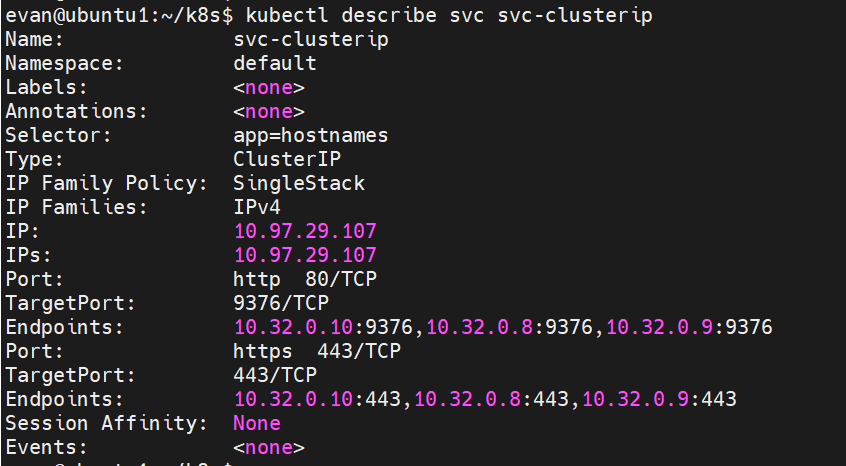 evan@ubuntu1:~/k8s$ kubectl describe svc svc-clusterip
Name:              svc-clusterip
Namespace:         default
Labels:            <none>
Annotations:       <none>
Selector:          app=hostnames
Type:              ClusterIP
IP Family Policy:  SingleStack
IP Families:       IPv4
IP:                10.97.29.107
IPs:               10.97.29.107
Port:              http  80/TCP
TargetPort:        9376/TCP
Endpoints:         10.32.0.10:9376,10.32.0.8:9376,10.32.0.9:9376
Port:              https  443/TCP
TargetPort:        443/TCP
Endpoints:         10.32.0.10:443,10.32.0.8:443,10.32.0.9:443
Session Affinity:  None
Events:            <none>